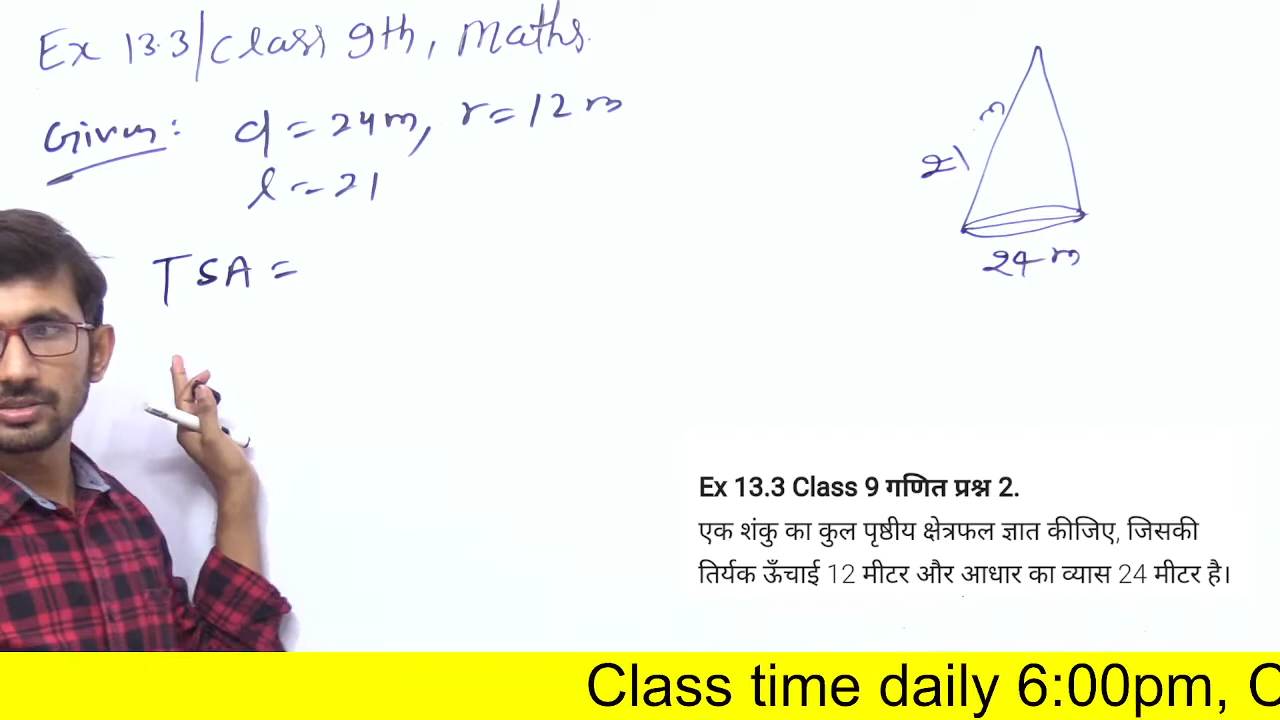 Ex 13.3/Class 9th, Maths.
Given: d = 24m, r = 12 m
l = 21
TSA =
21 m
24 m
Ex 13.3 Class 9 गणित प्रश्न 2.
एक शंकु का कुल पृष्ठीय क्षेत्रफल ज्ञात कीजिए, जिसकी
तिर्यक ऊँचाई 12 मीटर और आधार का व्यास 24 मीटर है।
Class time daily 6:00pm, C